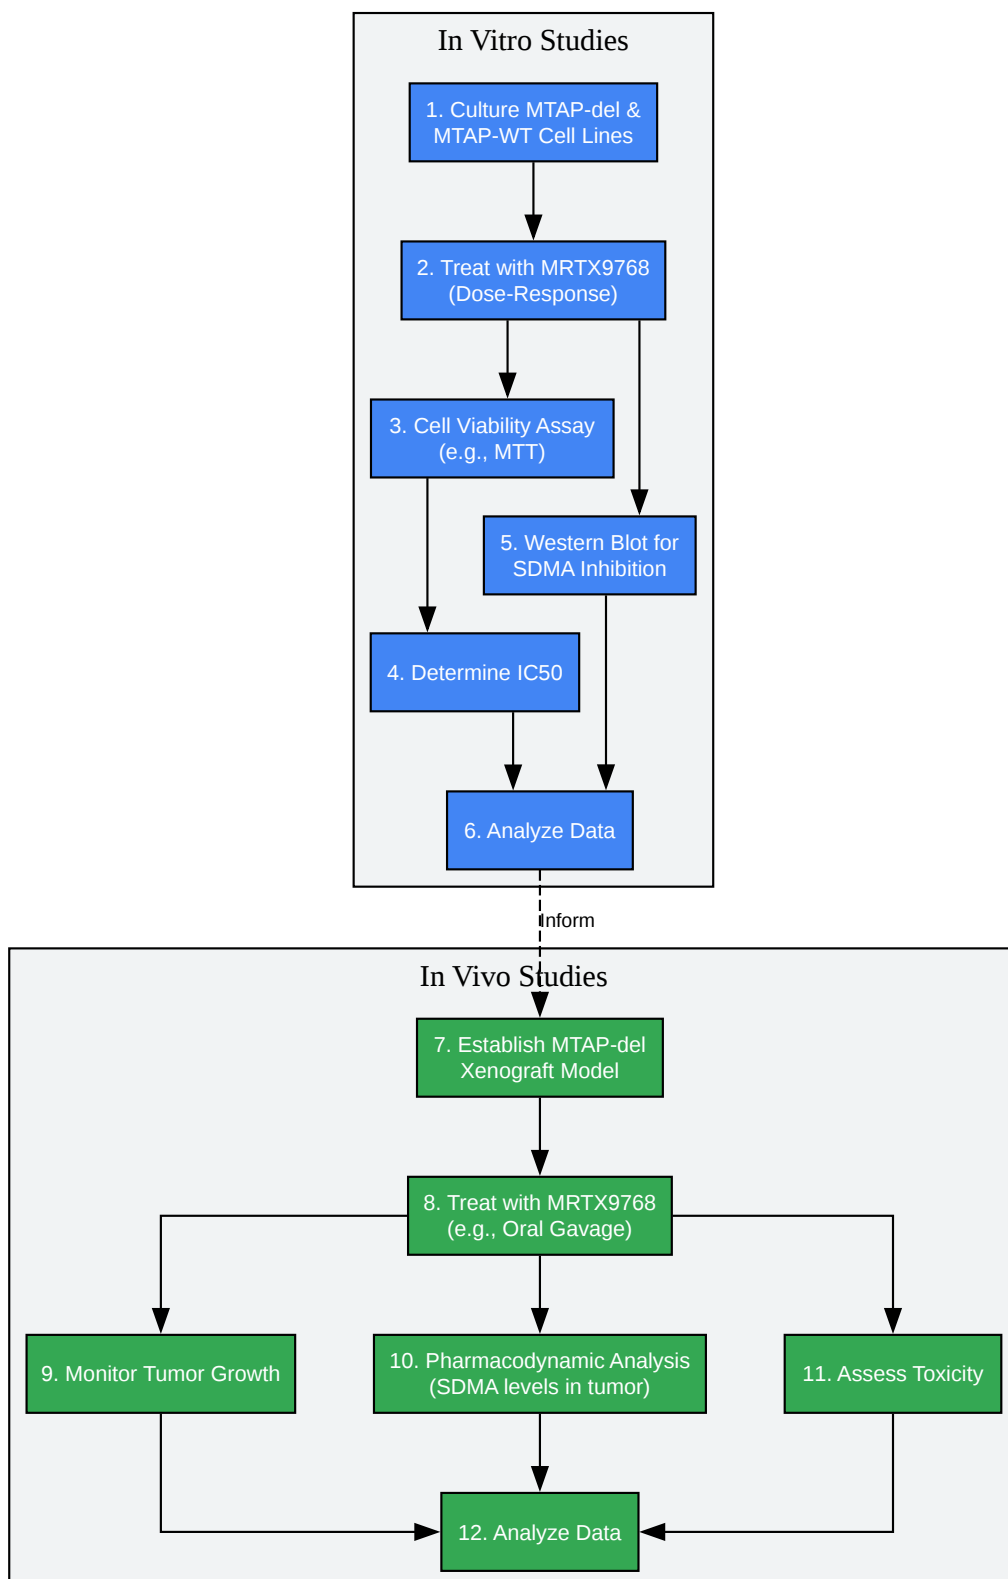 In Vitro Studies
1. Culture MTAP-del &
MTAP-WT Cell Lines
2. Treat with MRTX9768
(Dose-Response)
3. Cell Viability Assay
(e.g., MTT)
5. Western Blot for
SDMA Inhibition
4. Determine IC50
6. Analyze Data
Inform
In Vivo Studies
7. Establish MTAP-del
Xenograft Model
8. Treat with MRTX9768
(e.g., Oral Gavage)
9. Monitor Tumor Growth
10. Pharmacodynamic Analysis
(SDMA levels in tumor)
11. Assess Toxicity
12. Analyze Data